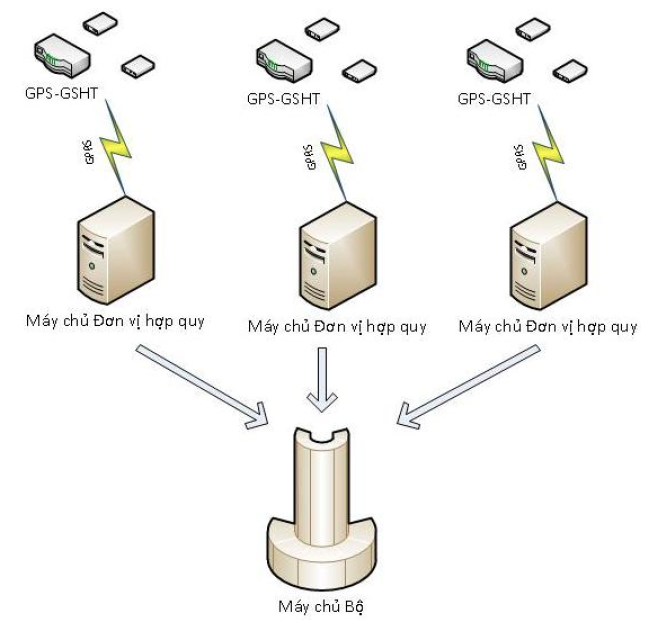 GPS-GSHT
GPS-GSHT
GPS-GSHT
GPRS
GPRS
GPRS
Máy chủ Đơn vị hợp quy
Máy chủ Đơn vị hợp quy
Máy chủ Đơn vị hợp quy
Máy chủ Bộ